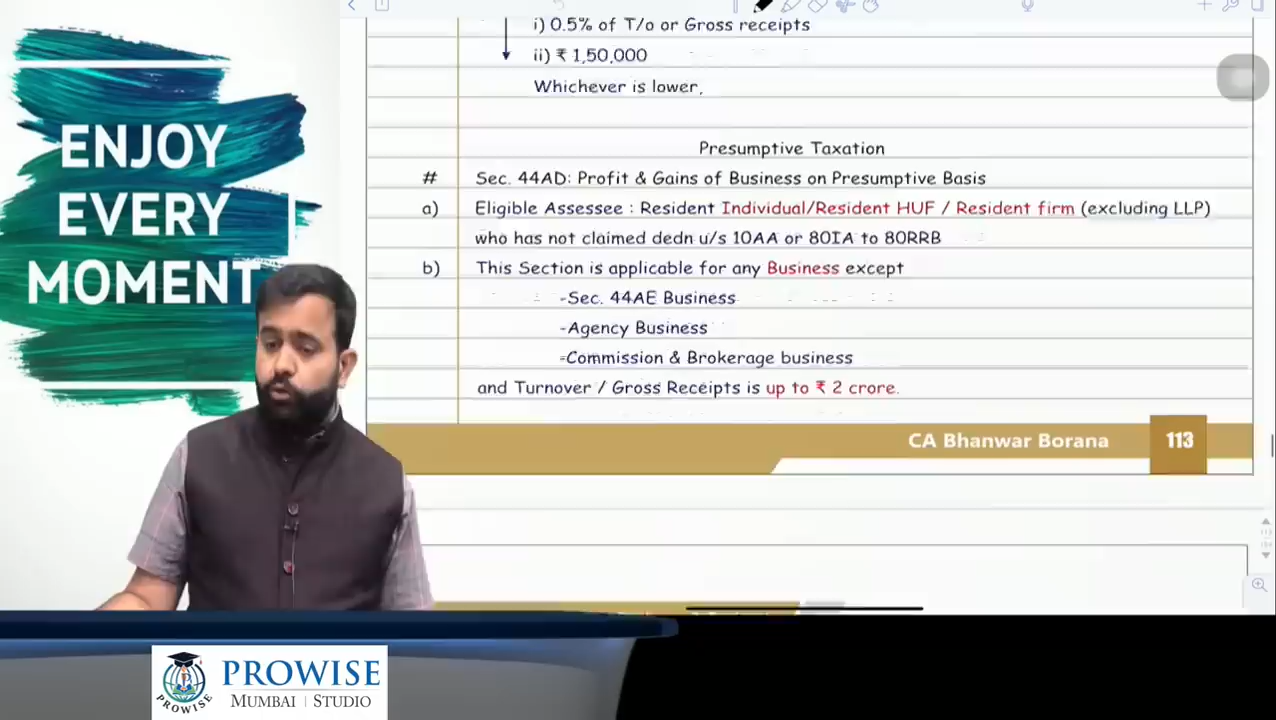 ENJOY
EVERY
MOMENT
i) 0.5% of T/o or Gross receipts
ii) ₹ 1,50,000
Whichever is lower,
Presumptive Taxation
# Sec. 44AD: Profit & Gains of Business on Presumptive Basis
a) Eligible Assessee : Resident Individual/Resident HUF / Resident firm (excluding LLP)
who has not claimed dedn u/s 10AA or 80IA to 80RRB
b) This Section is applicable for any Business except
-Sec. 44AE Business
-Agency Business
-Commission & Brokerage business
and Turnover / Gross Receipts is up to ₹ 2 crore.
CA Bhanwar Borana 113
PROWISE
MUMBAI | STUDIO
PROWISE